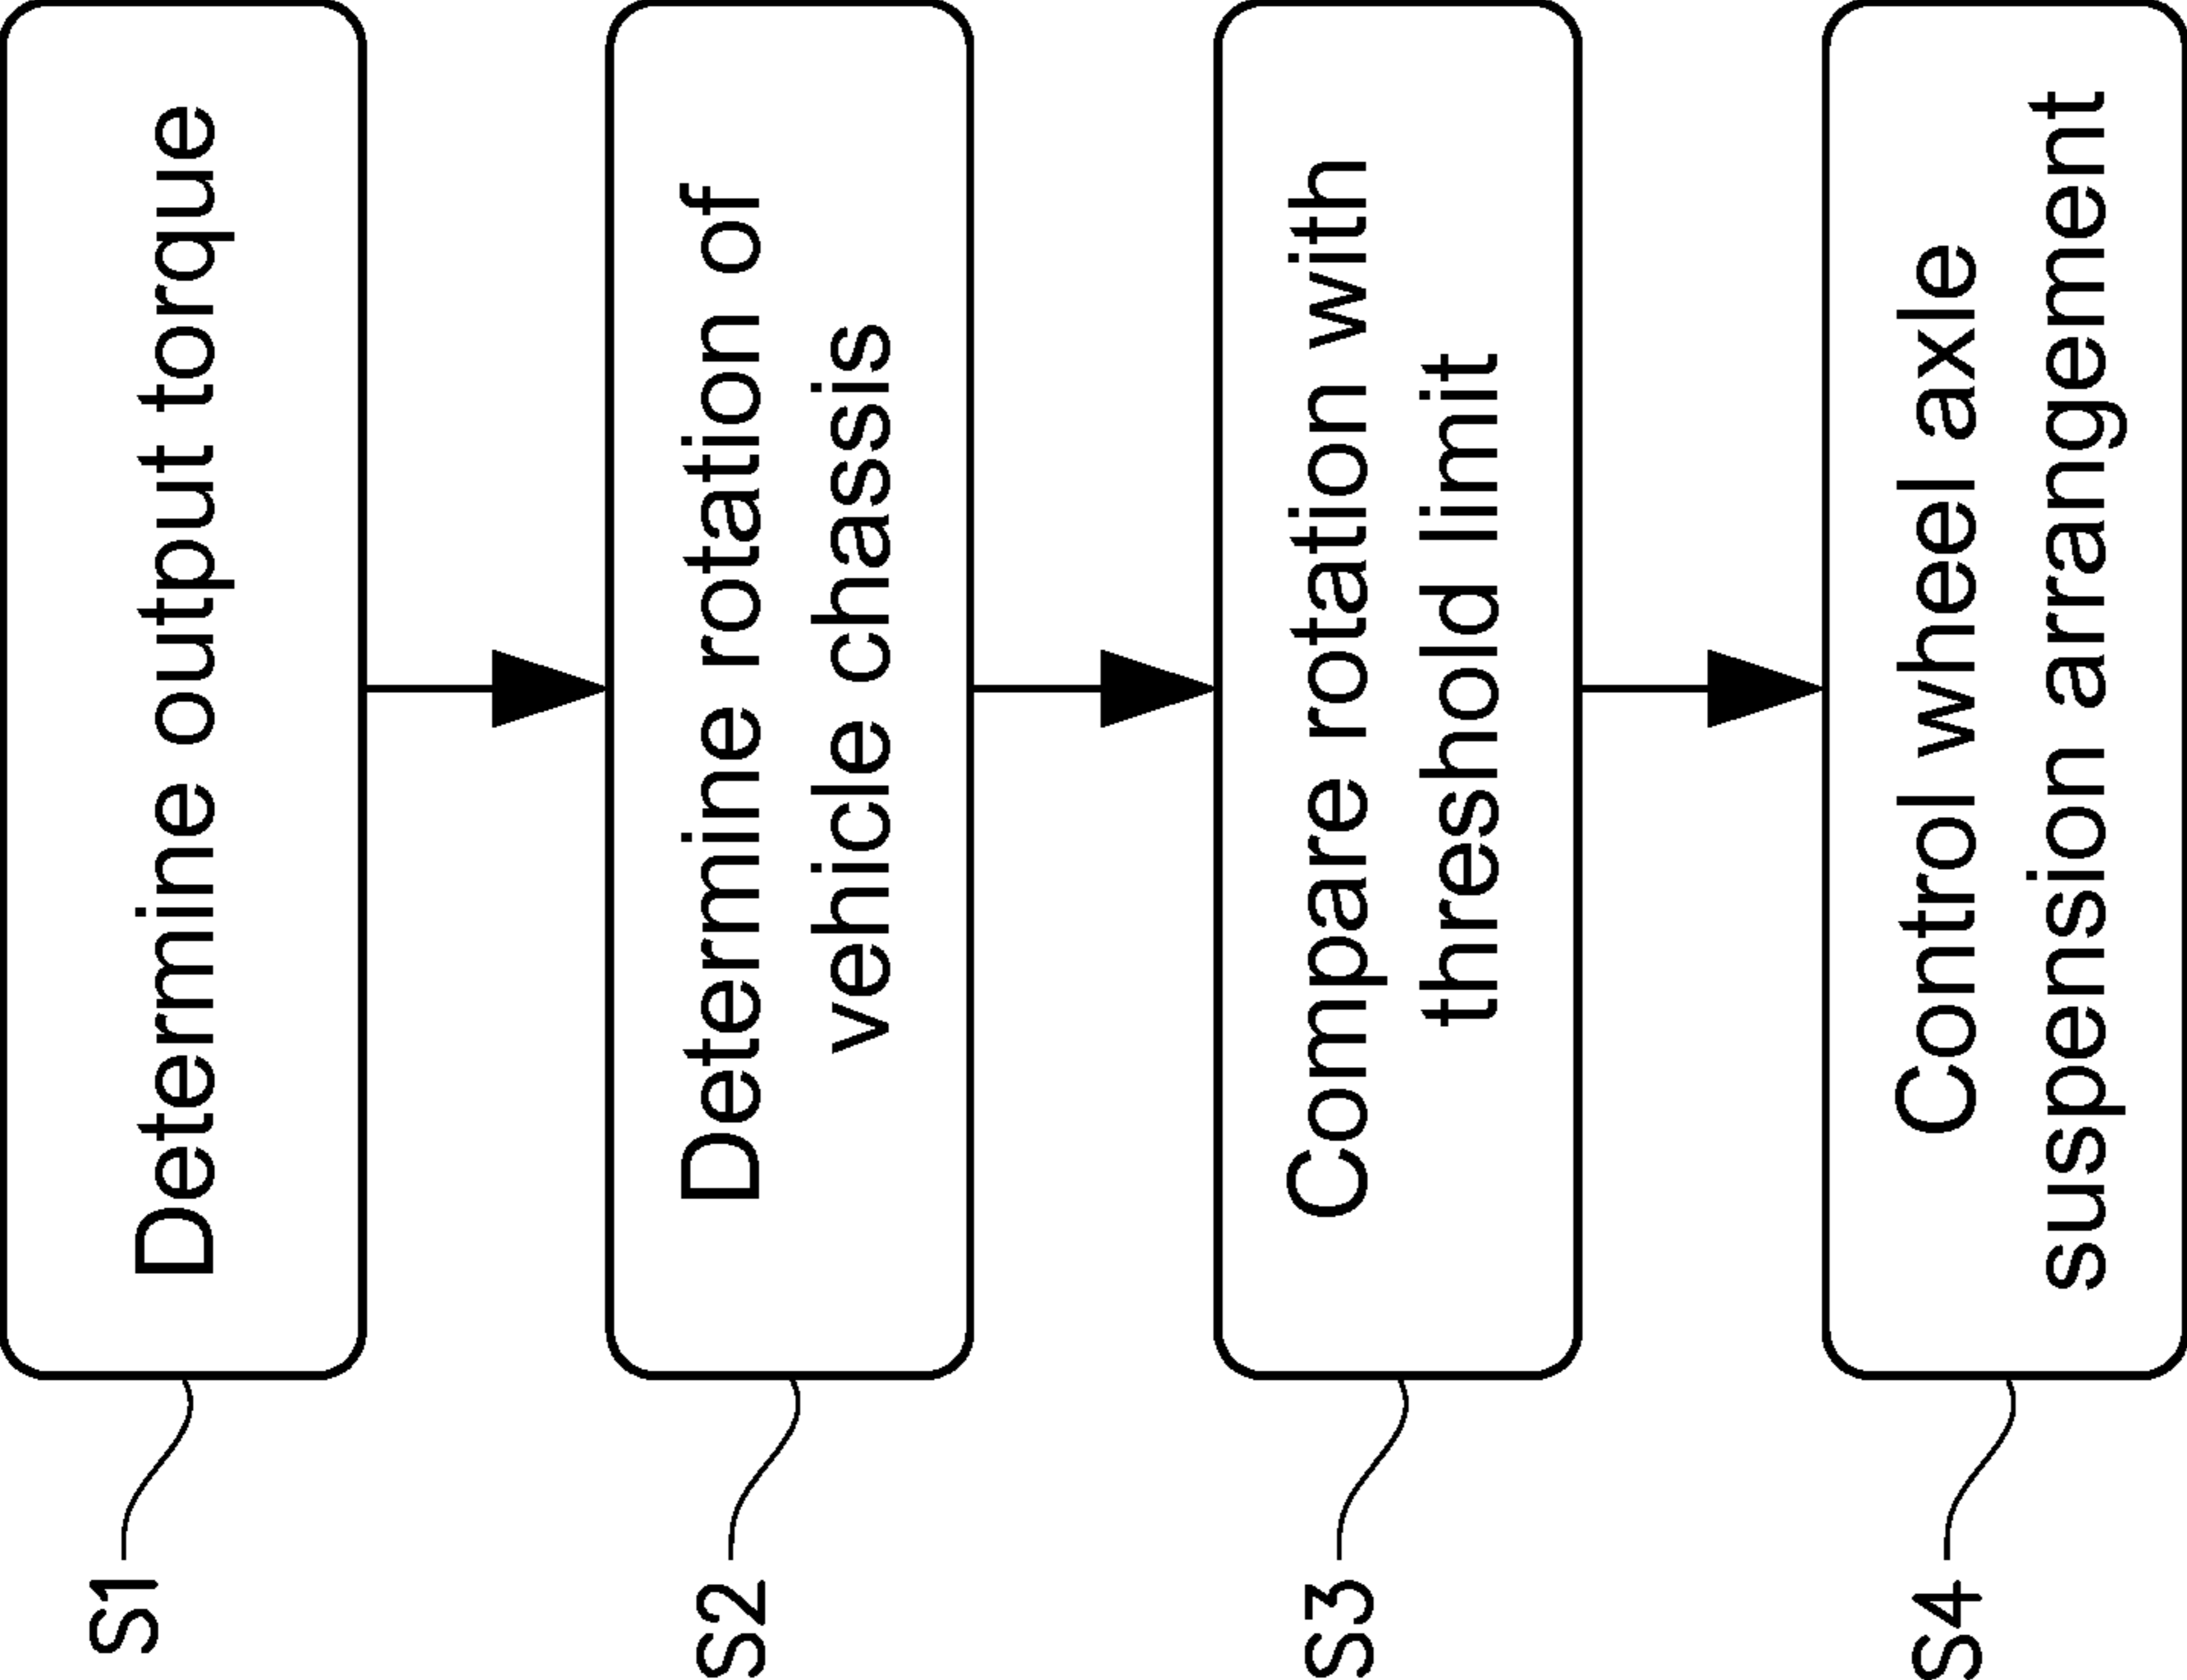 S1
Determine output torque
S2
Determine rotation of
vehicle chassis
S3
Compare rotation with
threshold limit
S4
Control wheel axle
suspension arrangement